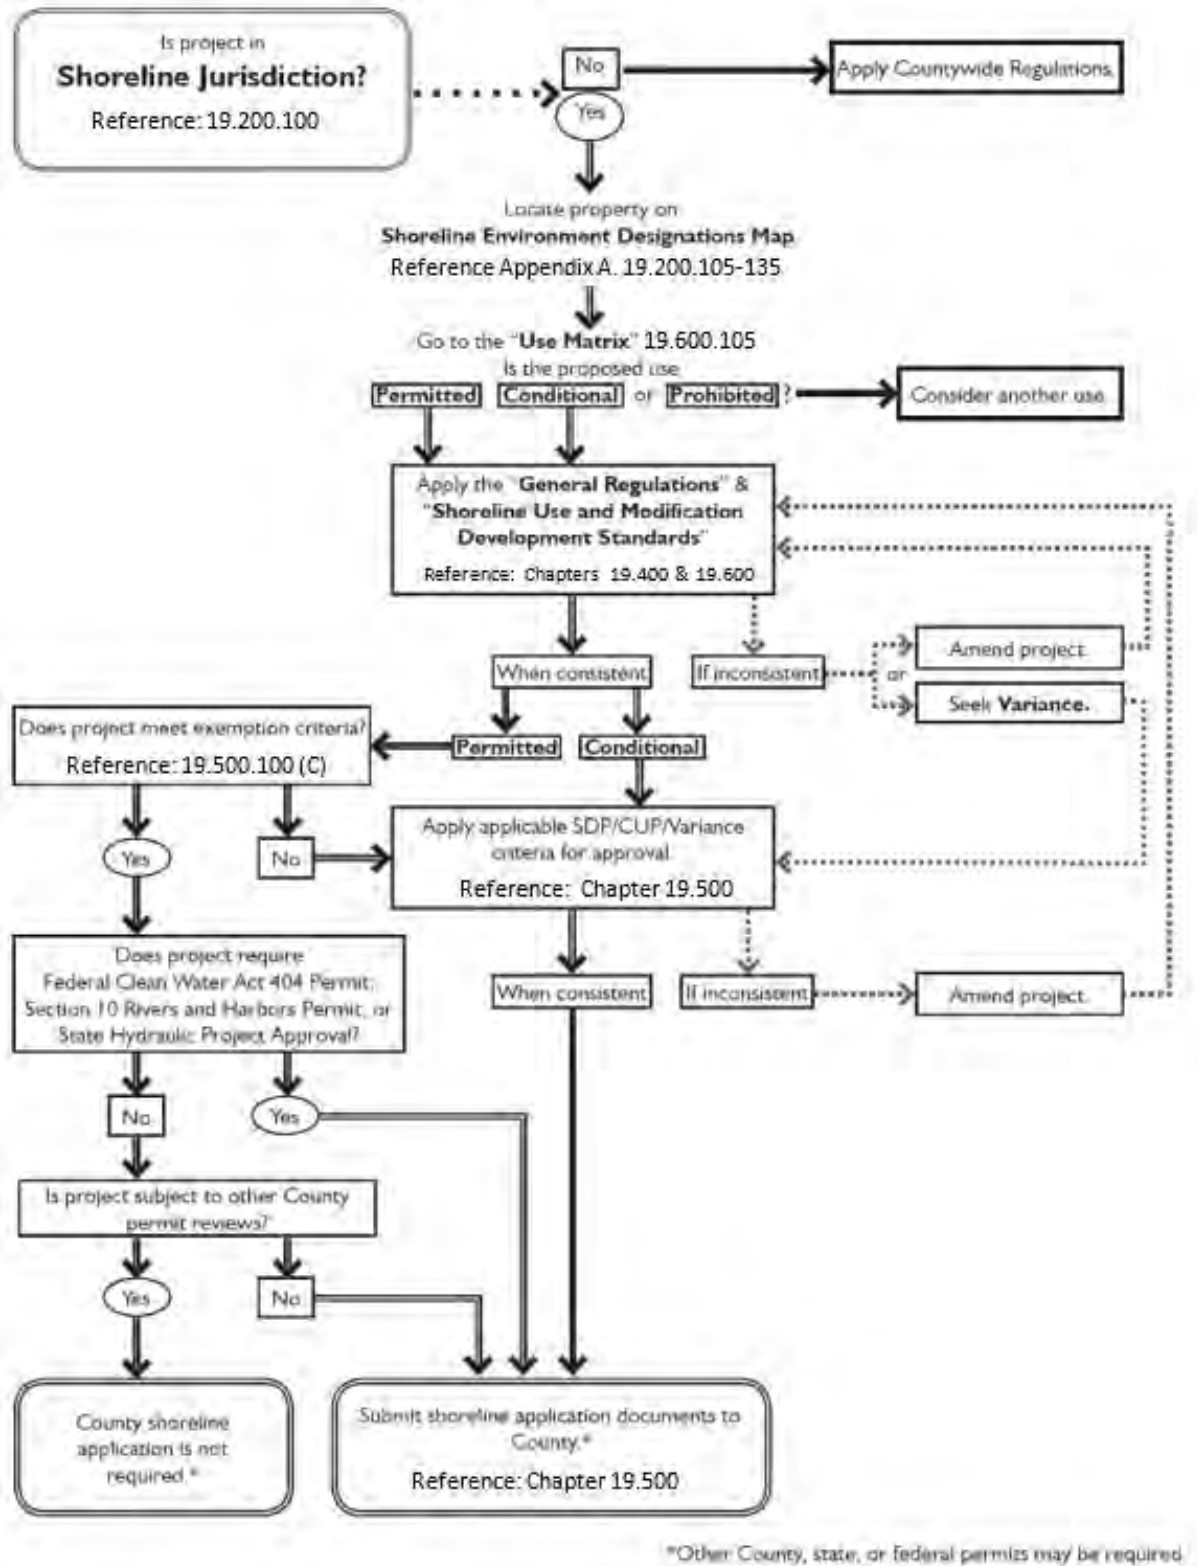 Is project in
Shoreline Jurisdiction?
Reference: 19.200.100
No
Yes
Apply Countywide Regulations.
Locate property on
Shoreline Environment Designations Map
Reference Appendix A. 19.200.105-135
Go to the "Use Matrix" 19.600.105
Is the proposed use
Permitted Conditional or Prohibited ?
Consider another use.
Apply the "General Regulations" &
"Shoreline Use and Modification
Development Standards"
Reference: Chapters 19.400 & 19.600
When consistent
If inconsistent
or
Amend project.
Seek Variance.
Permitted
Conditional
Does project meet exemption criteria?
Reference: 19.500.100 (C)
Yes
No
Apply applicable SDP/CUP/Variance
criteria for approval.
Reference: Chapter 19.500
When consistent
If inconsistent
Amend project.
Does project require
Federal Clean Water Act 404 Permit,
Section 10 Rivers and Harbors Permit, or
State Hydraulic Project Approval?
No
Yes
Is project subject to other County
permit reviews?
Yes
No
County shoreline
application is not
required.*
Submit shoreline application documents to
County.*
Reference: Chapter 19.500
*Other County, state, or federal permits may be required.